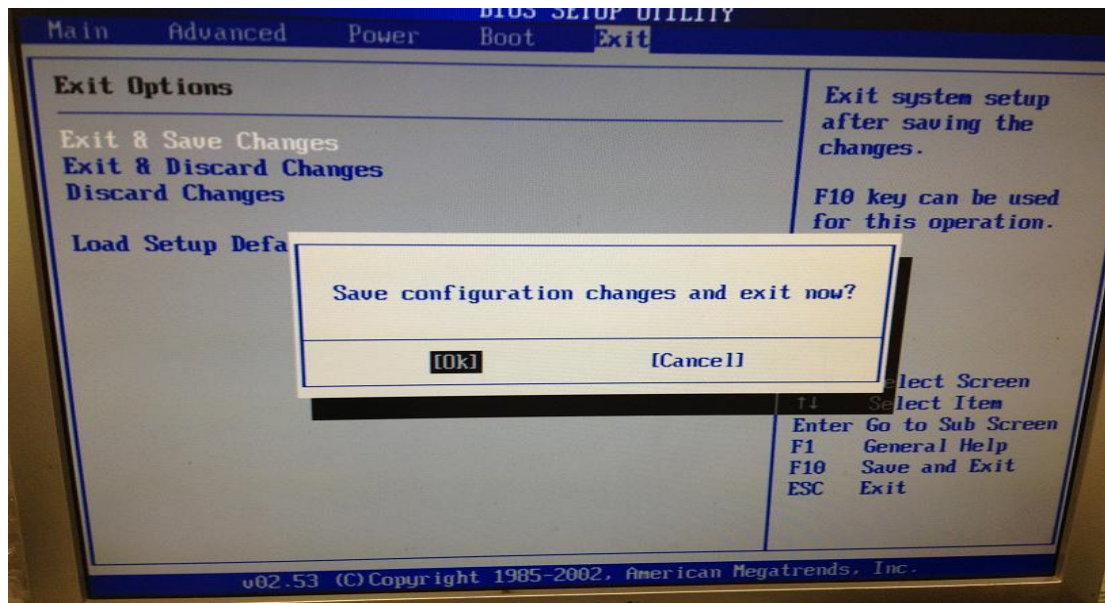 BIOS SETUP UTILITY
Main Advanced Power Boot Exit
Exit Options
Exit & Save Changes
Exit & Discard Changes
Discard Changes
Load Setup Defa
Save configuration changes and exit now?
[Ok] [Cancel]
Exit system setup
after saving the
changes.
F10 key can be used
for this operation.
elect Screen
↑↓ Select Item
Enter Go to Sub Screen
F1 General Help
F10 Save and Exit
ESC Exit
v02.53 (C)Copyright 1985-2002, American Megatrends, Inc.